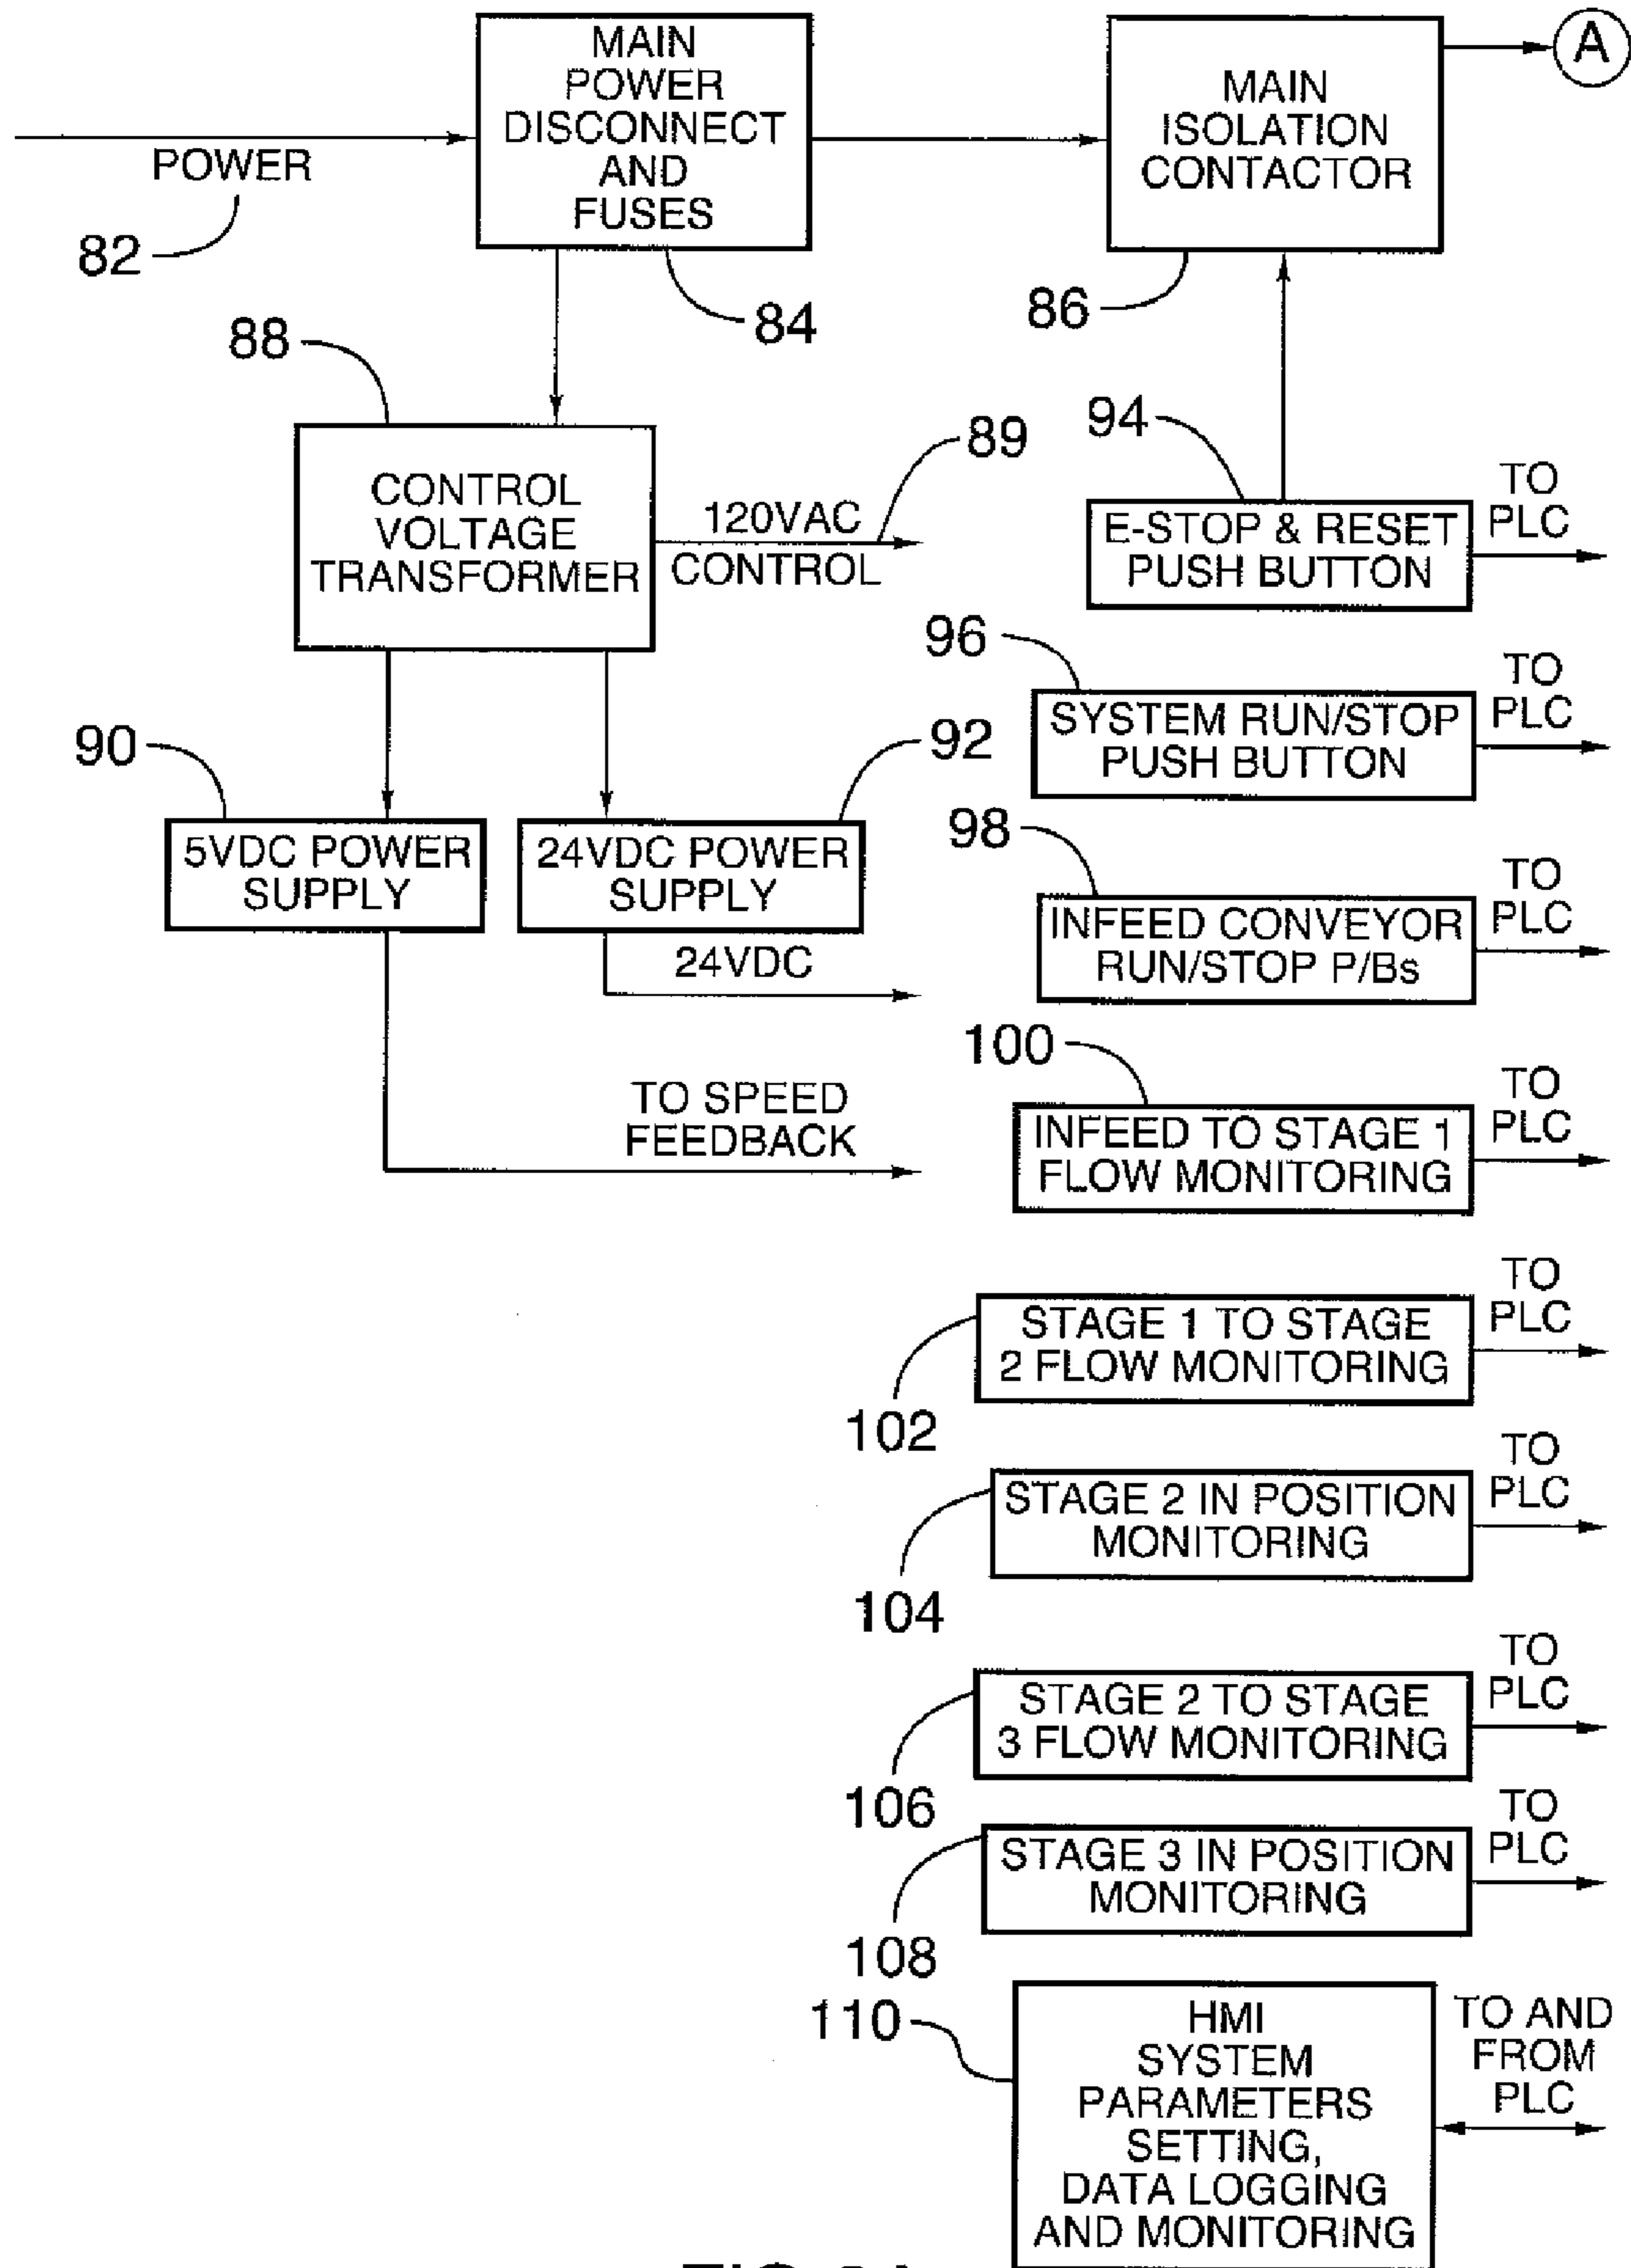 MAIN
POWER
DISCONNECT
AND
FUSES
MAIN
ISOLATION
CONTACTOR
A
POWER
82
84
86
88
CONTROL
VOLTAGE
TRANSFORMER
120VAC
CONTROL
89
94
E-STOP & RESET
PUSH BUTTON
TO
PLC
96
SYSTEM RUN/STOP
PUSH BUTTON
TO
PLC
90
5VDC POWER
SUPPLY
92
24VDC POWER
SUPPLY
24VDC
98
INFEED CONVEYOR
RUN/STOP P/Bs
TO
PLC
TO SPEED
FEEDBACK
100
INFEED TO STAGE 1
FLOW MONITORING
TO
PLC
102
STAGE 1 TO STAGE
2 FLOW MONITORING
TO
PLC
104
STAGE 2 IN POSITION
MONITORING
TO
PLC
106
STAGE 2 TO STAGE
3 FLOW MONITORING
TO
PLC
108
STAGE 3 IN POSITION
MONITORING
TO
PLC
110
HMI
SYSTEM
PARAMETERS
SETTING,
DATA LOGGING
AND MONITORING
TO AND
FROM
PLC